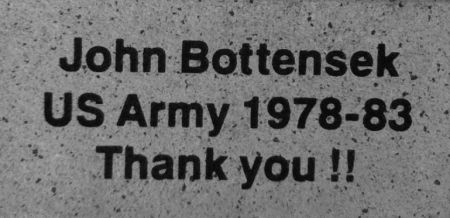 John Bottensek
US Army 1978-83
Thank you !!